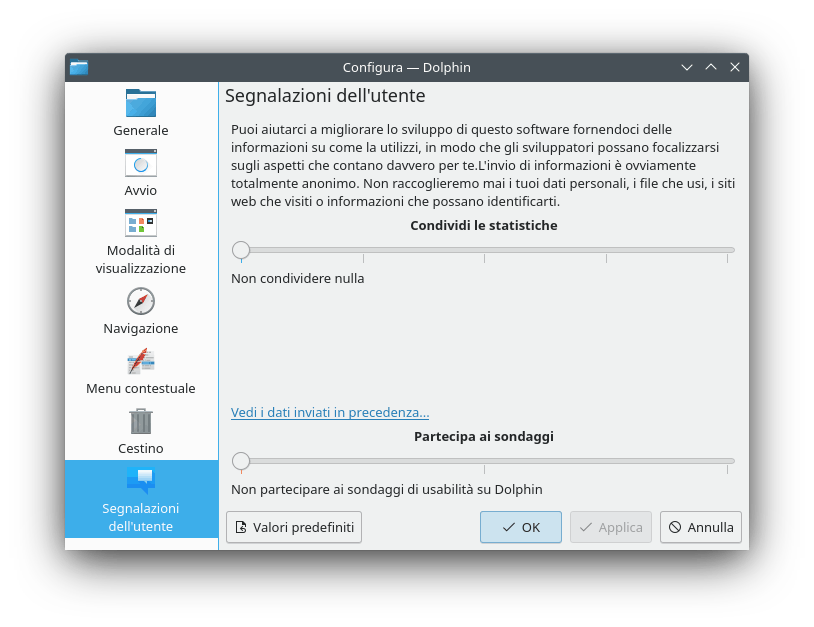 Configura — Dolphin
Generale
Avvio
Modalità di
visualizzazione
Navigazione
Menu contestuale
Cestino
Segnalazioni
dell'utente
Segnalazioni dell'utente
Puoi aiutarci a migliorare lo sviluppo di questo software fornendoci delle
informazioni su come la utilizzi, in modo che gli sviluppatori possano focalizzarsi
sugli aspetti che contano davvero per te.L'invio di informazioni è ovviamente
totalmente anonimo. Non raccoglieremo mai i tuoi dati personali, i file che usi, i siti
web che visiti o informazioni che possano identificarti.
Condividi le statistiche
Non condividere nulla
Vedi i dati inviati in precedenza...
Partecipa ai sondaggi
Non partecipare ai sondaggi di usabilità su Dolphin
Valori predefiniti
OK
Applica
Annulla